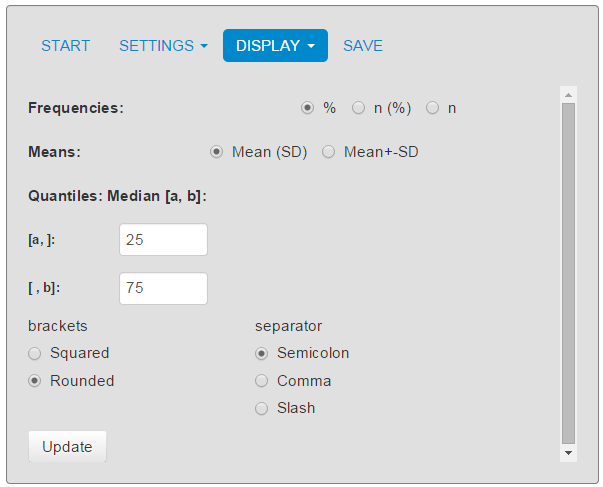 START SETTINGS DISPLAY SAVE
Frequencies: % n (%) n
Means: Mean (SD) Mean+-SD
Quantiles: Median [a, b]:
[a, ]: 25
[ , b]: 75
brackets separator
Squared Semicolon
Rounded Comma
Slash
Update